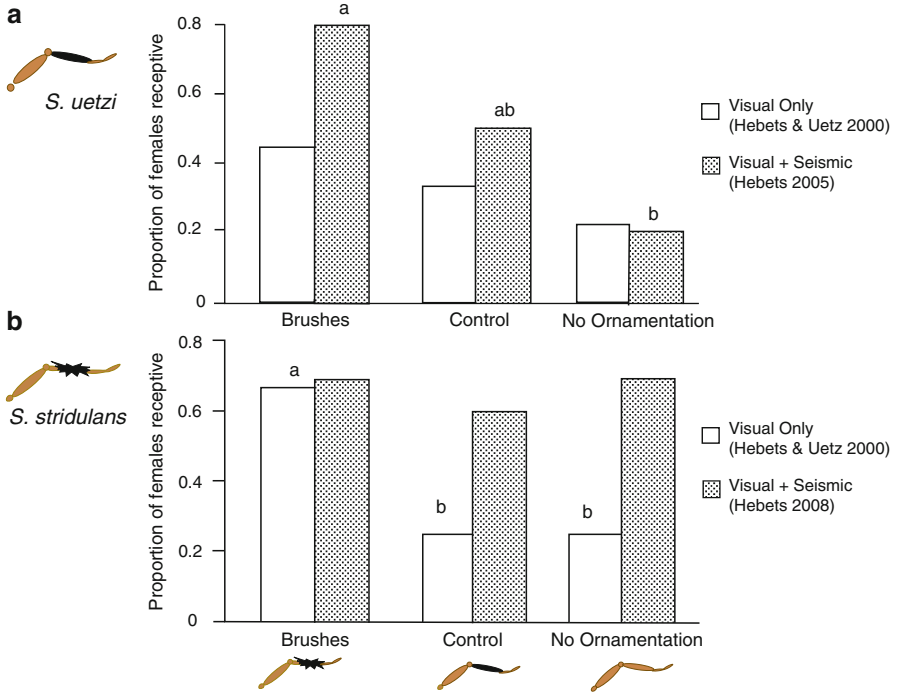 a
S. uetzi
Proportion of females receptive
0.8
0.6
0.4
0.2
0
a
ab
b
Brushes
Control
No Ornamentation
Visual Only
(Hebets & Uetz 2000)
Visual + Seismic
(Hebets 2005)
b
S. stridulans
Proportion of females receptive
0.8
0.6
0.4
0.2
0
a
b
b
Brushes
Control
No Ornamentation
Visual Only
(Hebets & Uetz 2000)
Visual + Seismic
(Hebets 2008)